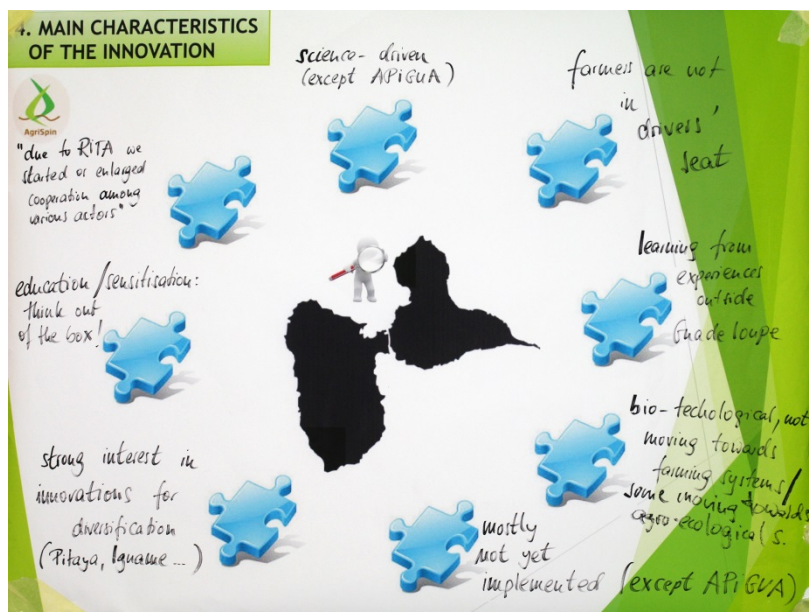 4. MAIN CHARACTERISTICS
OF THE INNOVATION
AgriSpin
science-driven
(except APiGUA)
farmers are not
in
drivers'
seat
"due to RITA we
started or enlarged
cooperation among
various actors"
learning from
experiences
outside
Guadeloupe
education/sensitisation:
think out
of the box!
bio-techological, not
moving towards
farming systems/
some moving towards
agro-ecological s.
strong interest in
innovations for
diversification
(Pitaya, Igname ...)
mostly
not yet
implemented (except APiGUA)